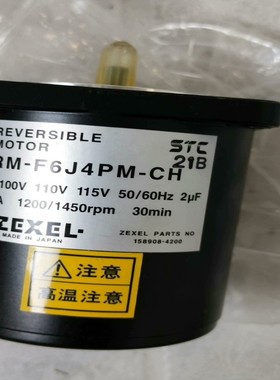 REVERSIBLE
MOTOR
RM-F6J4PM-CH
STC
21B
100V 110V 115V 50/60Hz 2µF
A 1200/1450rpm 30min
ZEXEL
MADE IN JAPAN
ZEXEL PARTS NO
158908-4200
注意
高温注意